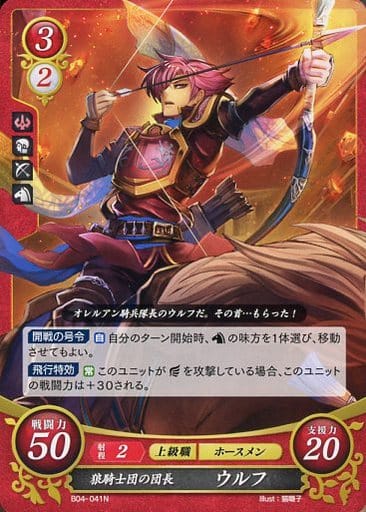 3
2
オレルアン騎兵隊長のウルフだ。その首…もらった！
開戦の号令 自 自分のターン開始時、の味方を1体選び、移動
させてもよい。
飛行特効 常 このユニットがを攻撃している場合、このユニット
の戦闘力は＋30される。
戦闘力
50
射程 2 上級職 ホースメン
支援力
20
狼騎士団の団長 ウルフ
B04-041N Illust：猫囃子